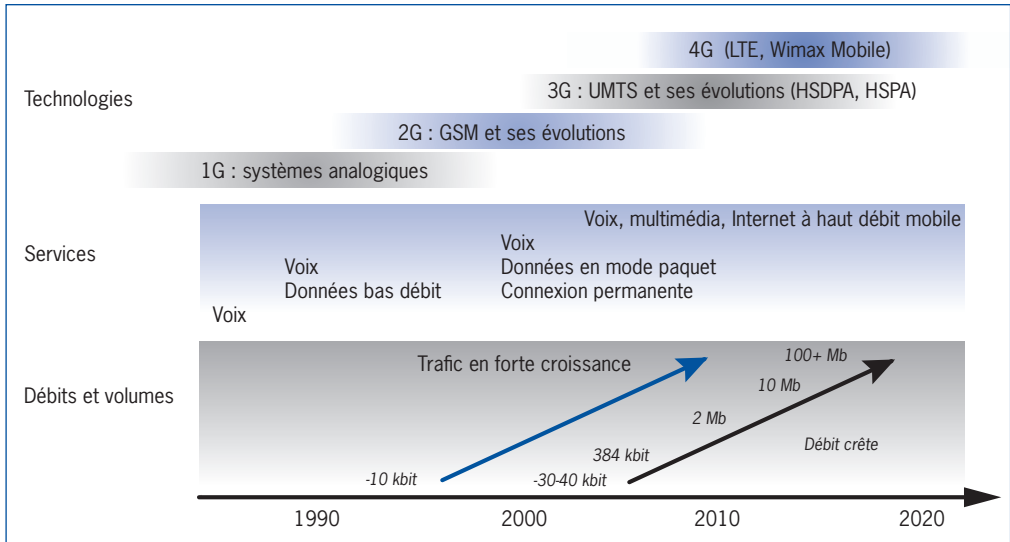 4G (LTE, Wimax Mobile)
Technologies
3G : UMTS et ses évolutions (HSDPA, HSPA)
2G : GSM et ses évolutions
1G : systèmes analogiques
Services
Voix, multimédia, Internet à haut débit mobile
Voix
Données en mode paquet
Connexion permanente
Voix
Données bas débit
Voix
Débits et volumes
Trafic en forte croissance
100+ Mb
10 Mb
2 Mb
Débit crête
384 kbit
-10 kbit
-30-40 kbit
1990
2000
2010
2020